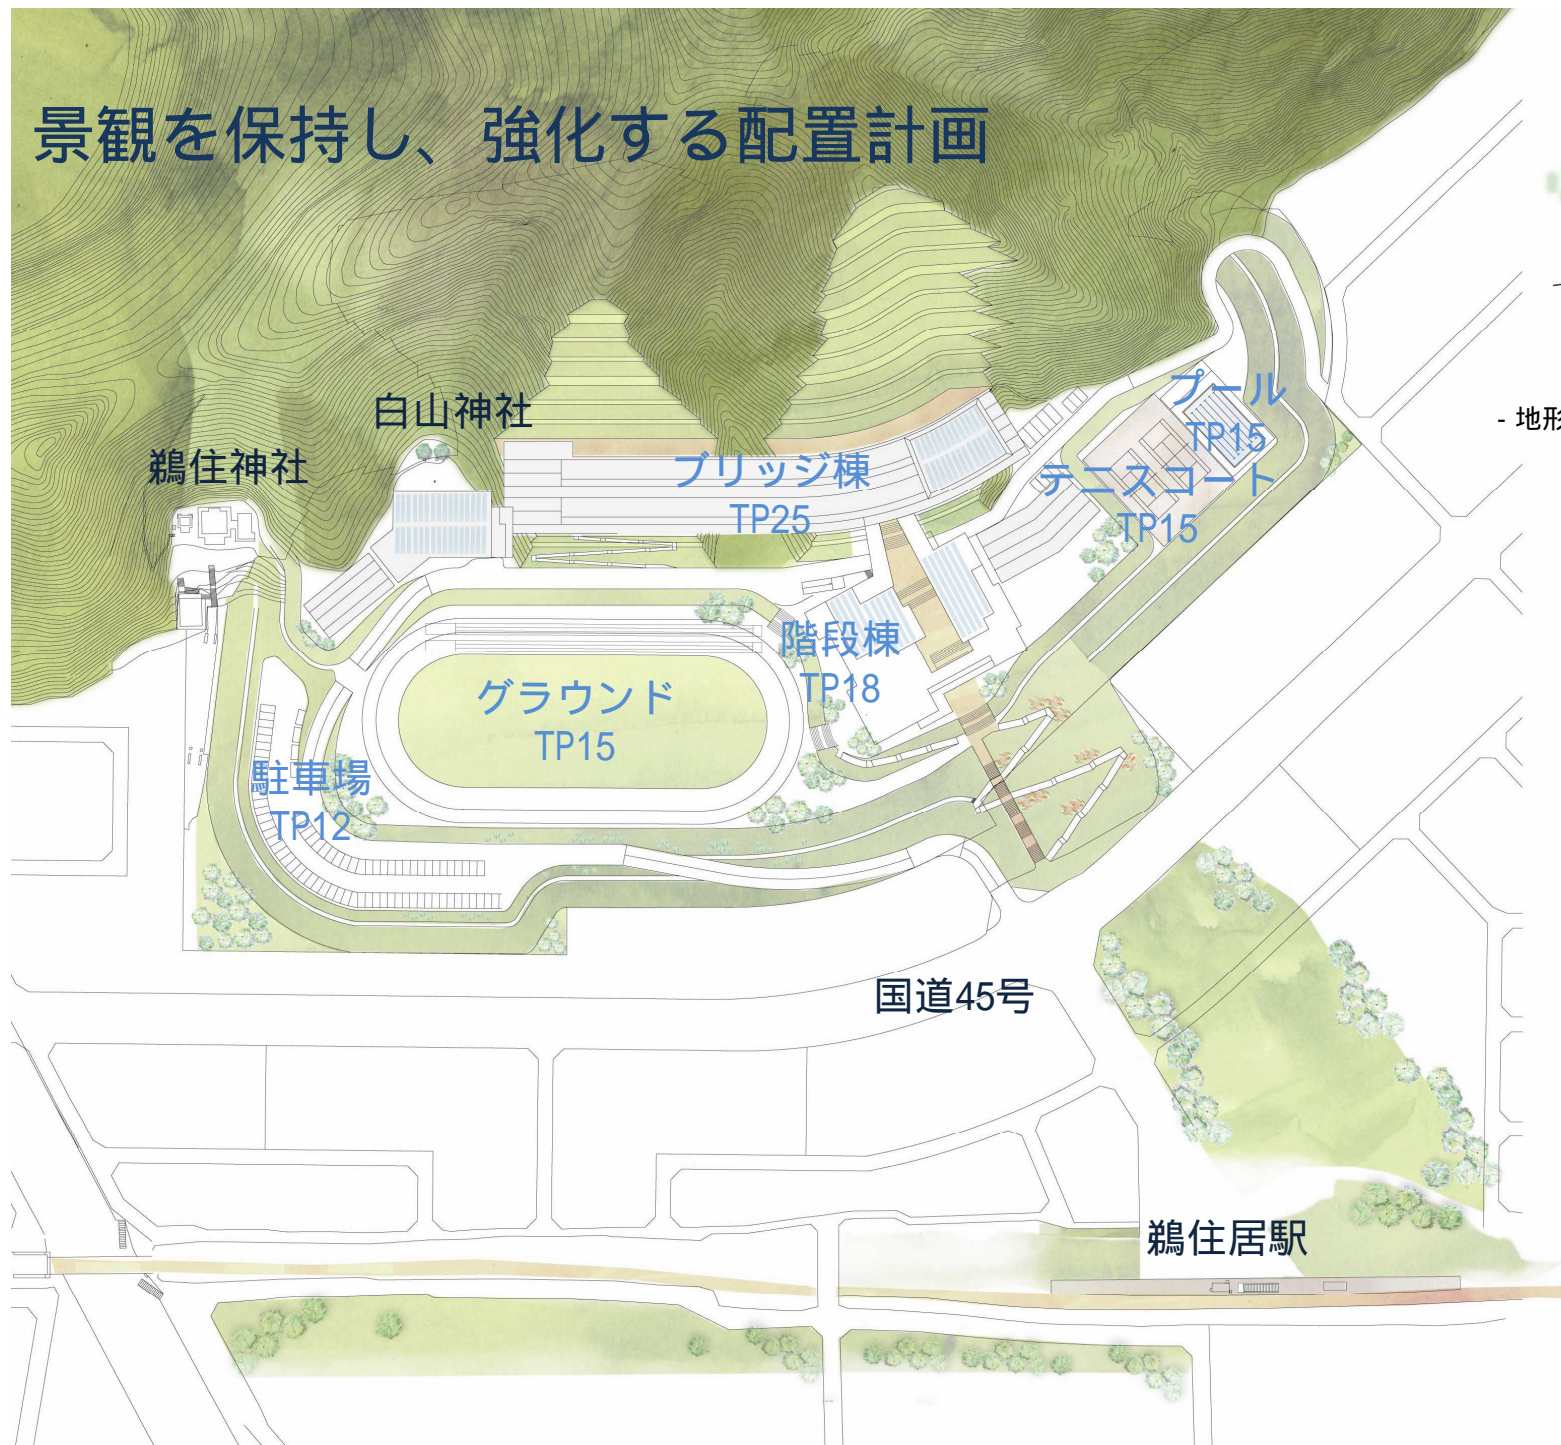 景観を保持し、強化する配置計画
プール
TP15
- 地形
白山神社
鵜住神社
ブリッジ棟
TP25
テニスコート
TP15
階段棟
TP18
グラウンド
TP15
駐車場
TP12
国道45号
鵜住居駅